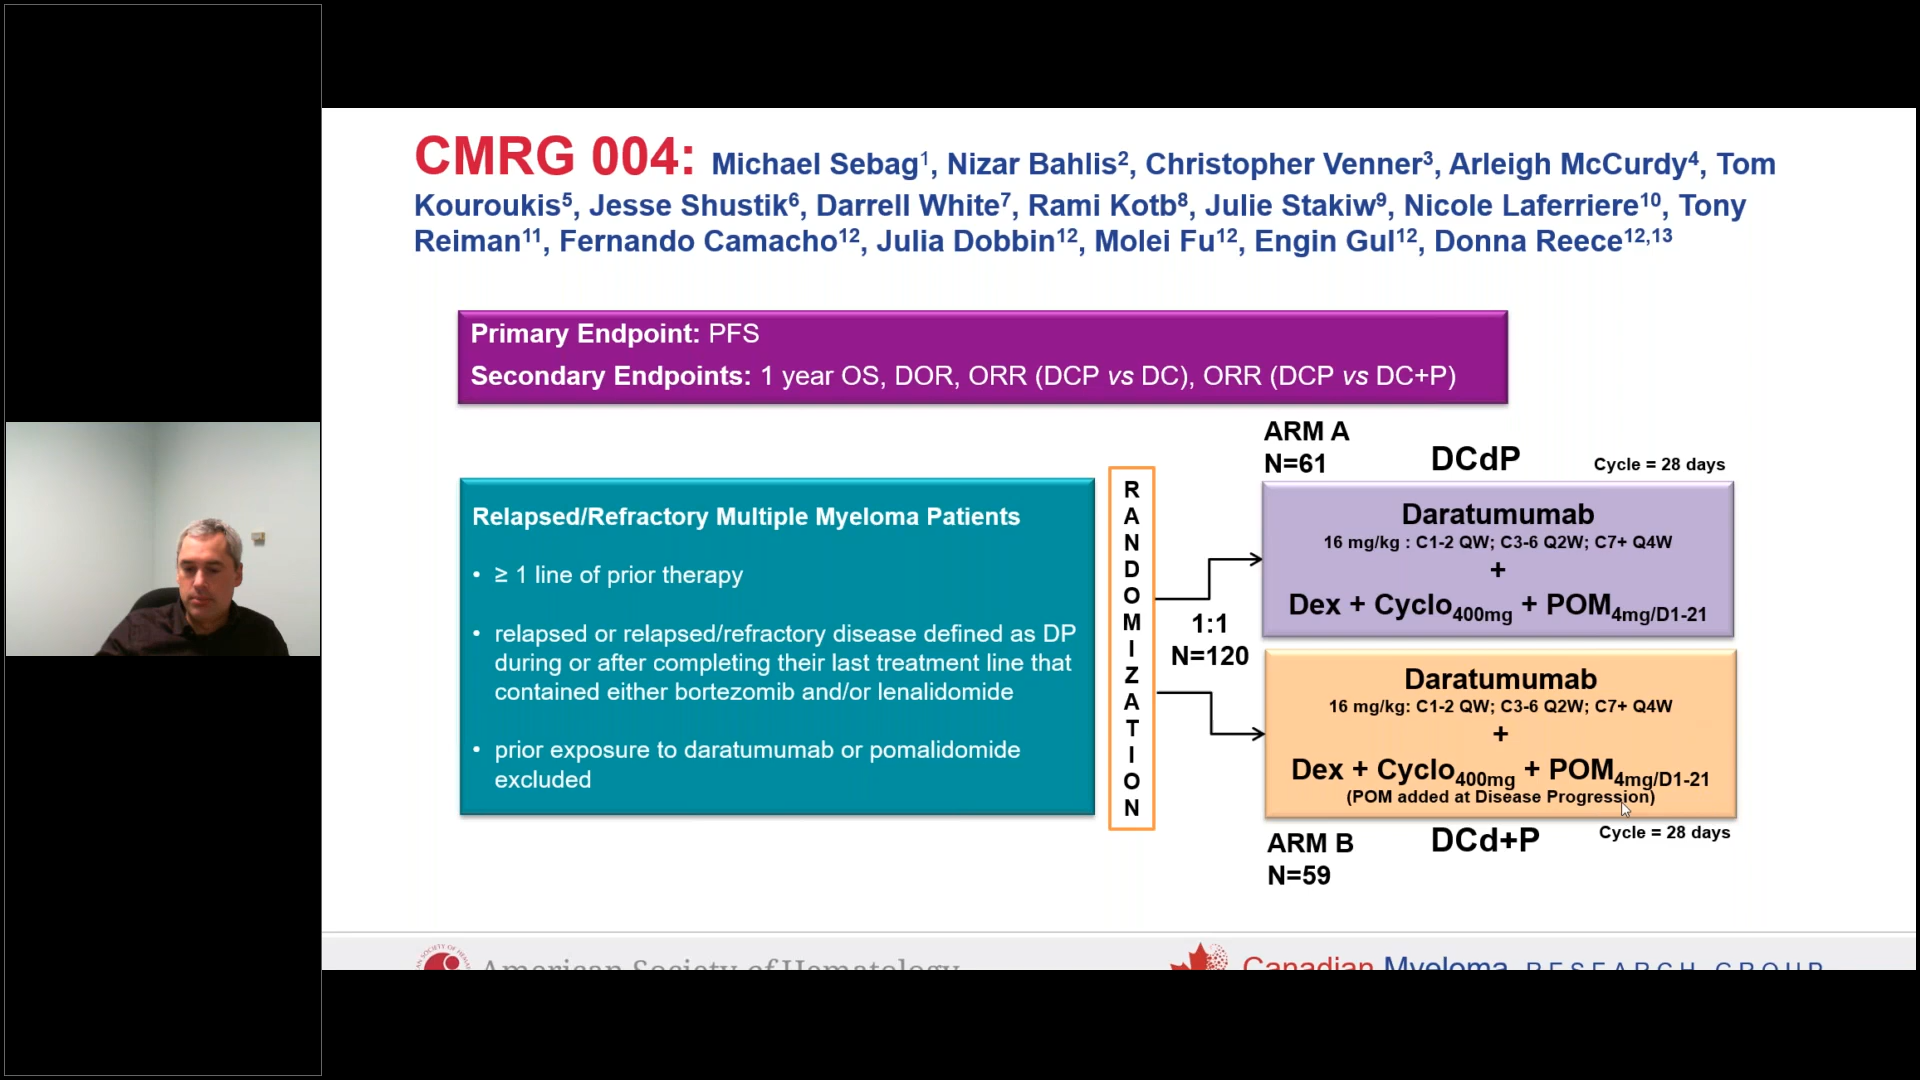 CMRG 004: Michael Sebag1, Nizar Bahlis2, Christopher Venner3, Arleigh McCurdy4, Tom
Kouroukis5, Jesse Shustik6, Darrell White7, Rami Kotb8, Julie Stakiw9, Nicole Laferriere10, Tony
Reiman11, Fernando Camacho12, Julia Dobbin12, Molei Fu12, Engin Gul12, Donna Reece12,13
Primary Endpoint: PFS
Secondary Endpoints: 1 year OS, DOR, ORR (DCP vs DC), ORR (DCP vs DC+P)
Relapsed/Refractory Multiple Myeloma Patients
• ≥ 1 line of prior therapy
• relapsed or relapsed/refractory disease defined as DP
during or after completing their last treatment line that
contained either bortezomib and/or lenalidomide
• prior exposure to daratumumab or pomalidomide
excluded
RANDOMIZATION
1:1
N=120
ARM A
N=61
DCdP
Cycle = 28 days
Daratumumab
16 mg/kg : C1-2 QW; C3-6 Q2W; C7+ Q4W
+
Dex + Cyclo400mg + POM4mg/D1-21
Daratumumab
16 mg/kg: C1-2 QW; C3-6 Q2W; C7+ Q4W
+
Dex + Cyclo400mg + POM4mg/D1-21
(POM added at Disease Progression)
ARM B
N=59
DCd+P
Cycle = 28 days
American Society of Hematology
Canadian Myeloma RESEARCH GROUP